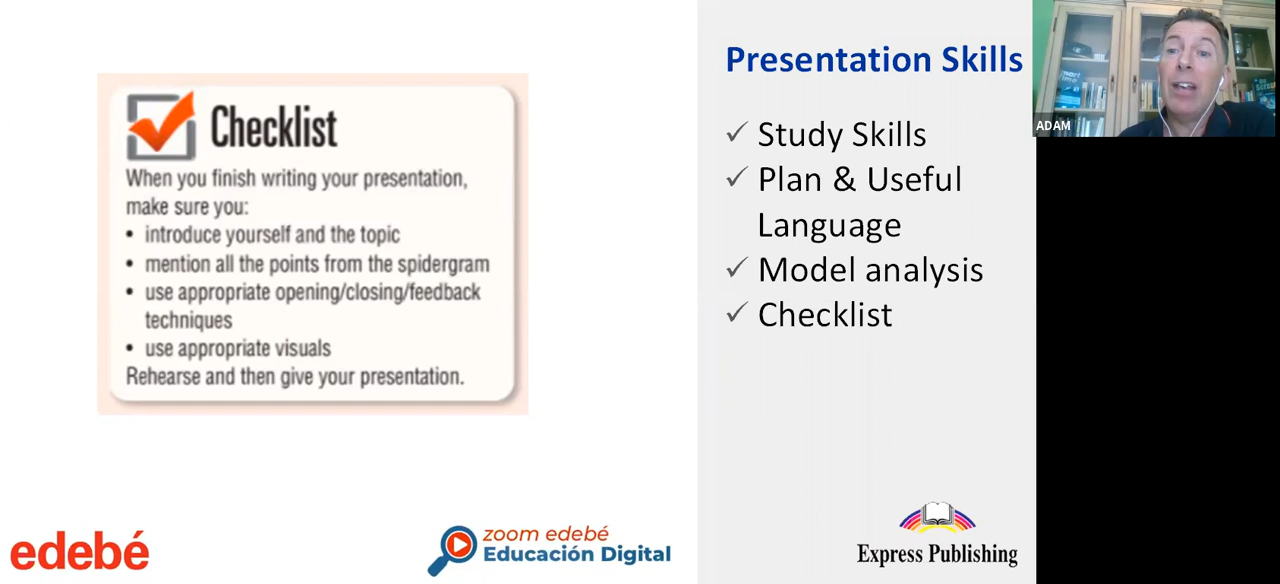 Checklist
When you finish writing your presentation,
make sure you:
• introduce yourself and the topic
• mention all the points from the spidergram
• use appropriate opening/closing/feedback
techniques
• use appropriate visuals
Rehearse and then give your presentation.
Presentation Skills
✓ Study Skills
✓ Plan & Useful
Language
✓ Model analysis
✓ Checklist
ADAM
edebé
zoom edebé
Educación Digital
Express Publishing